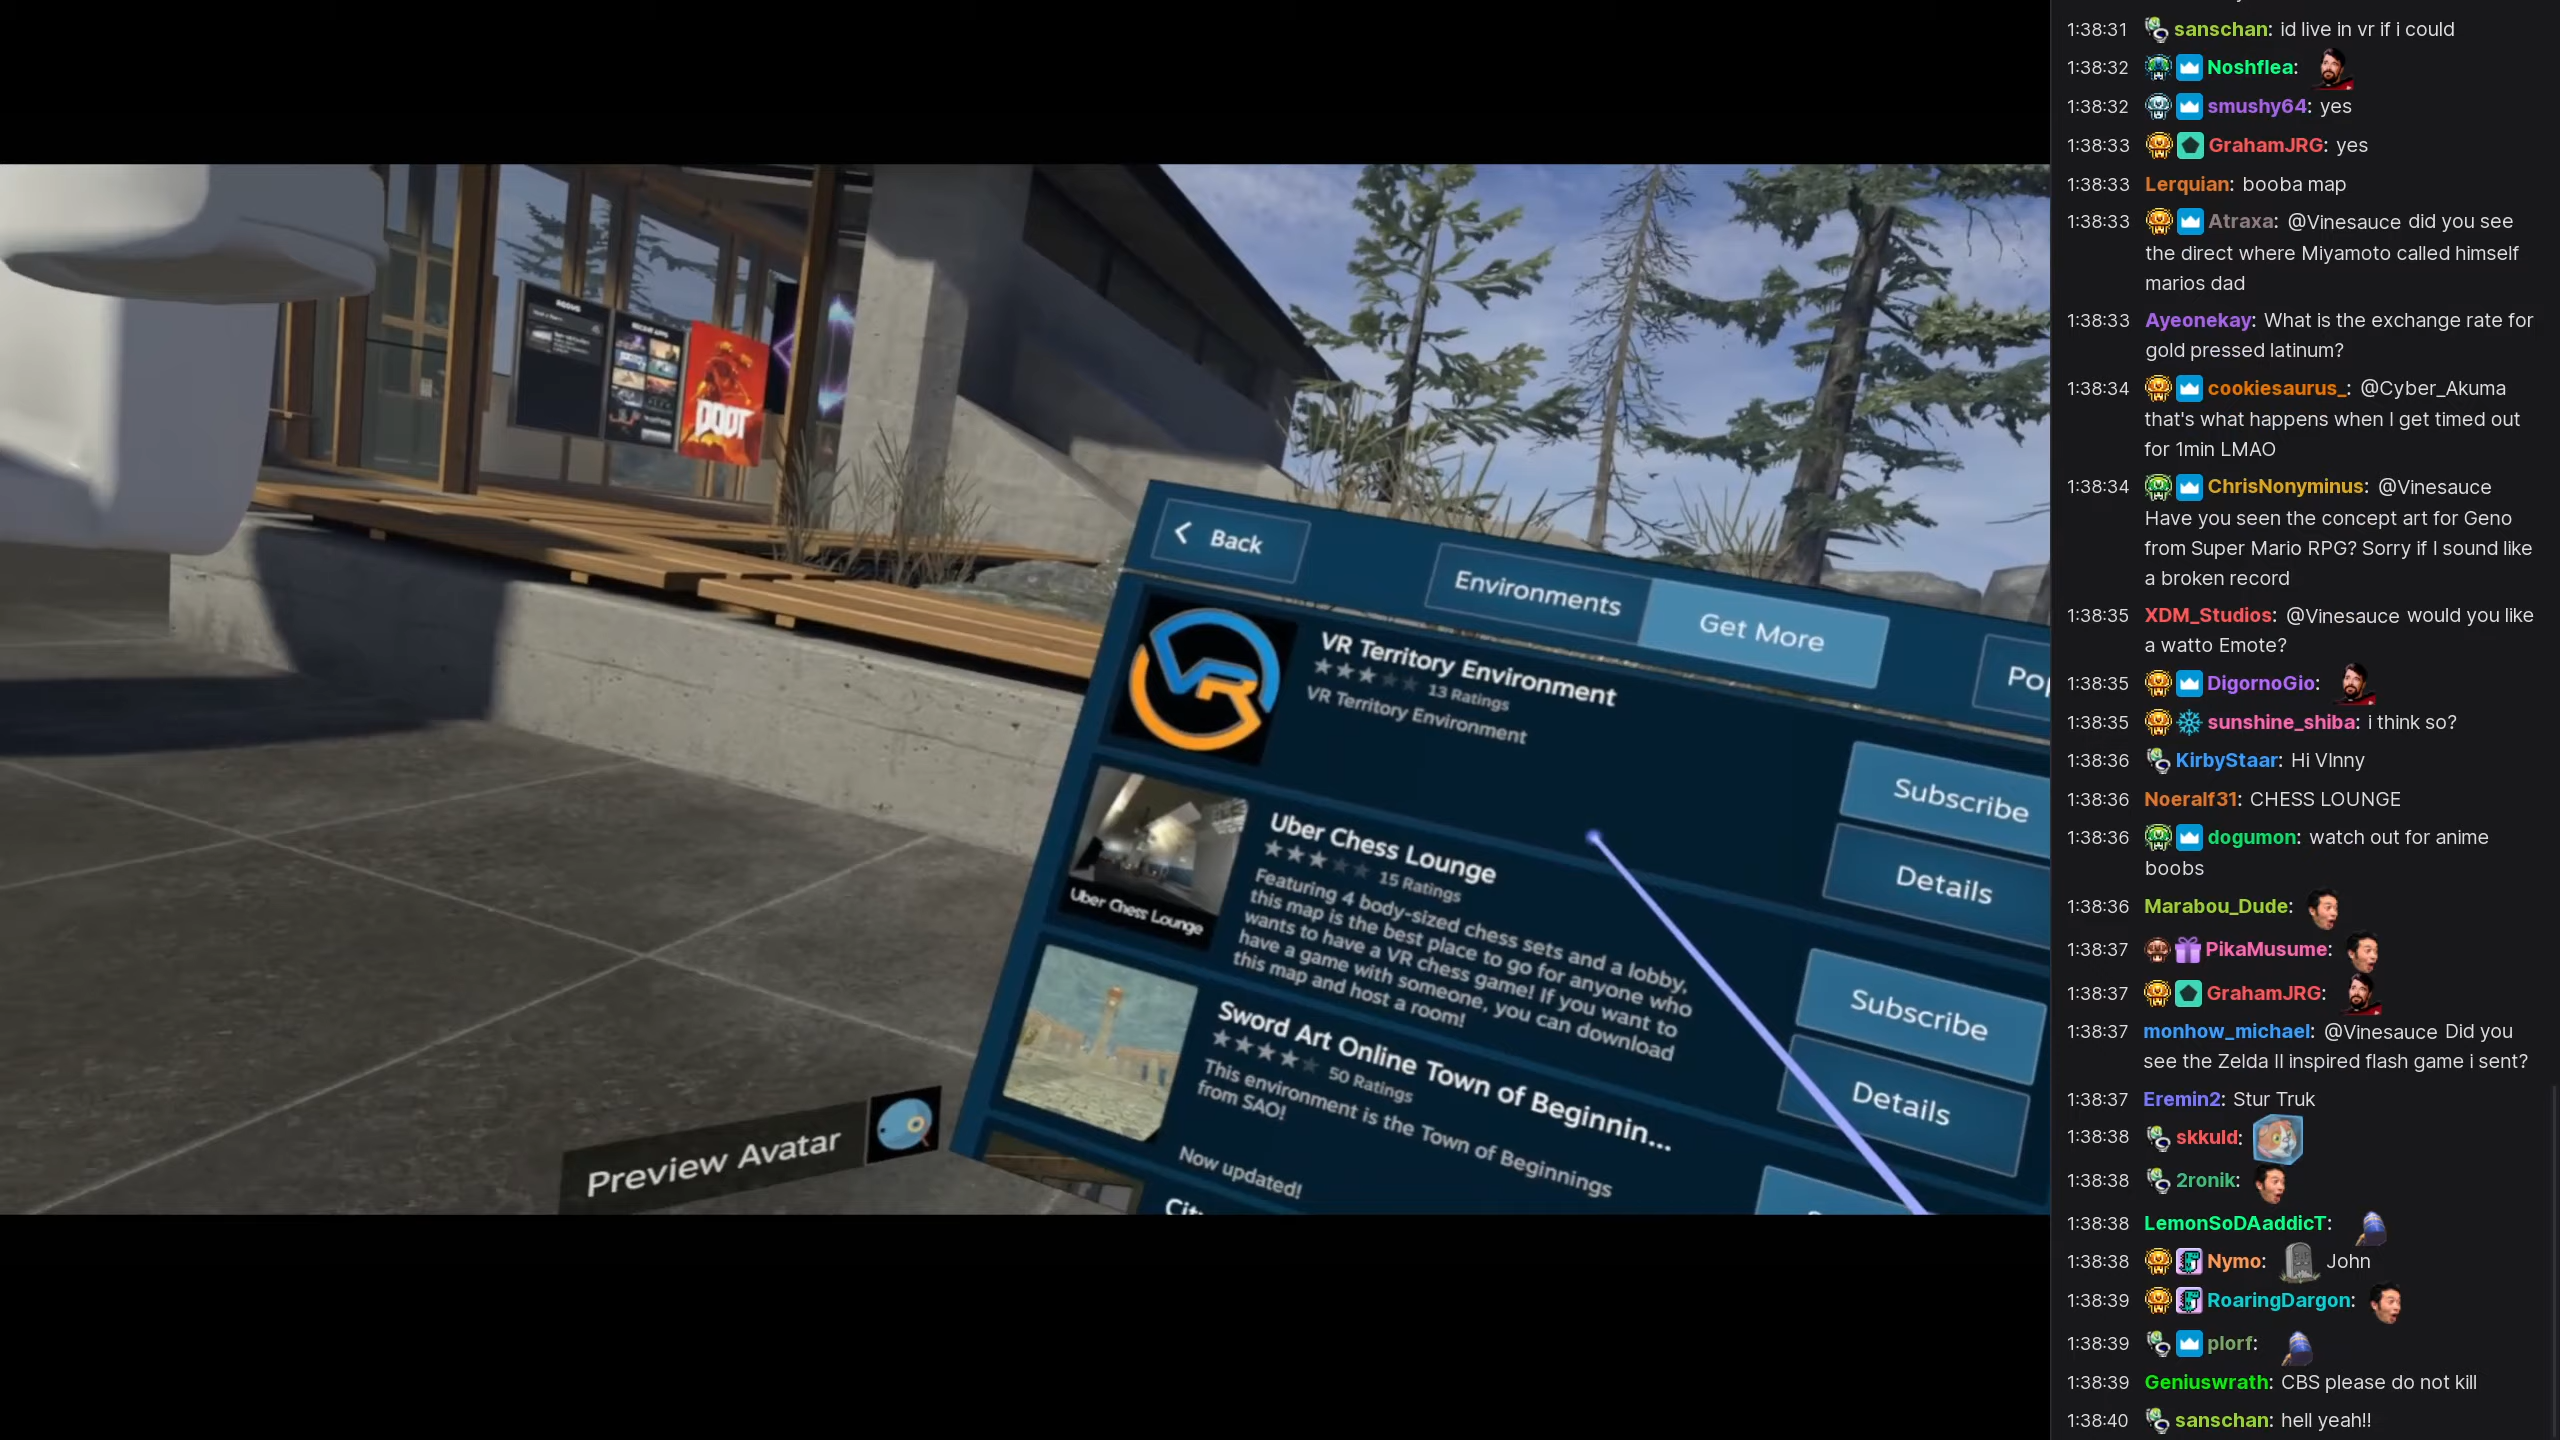 DOOT
Back
Environments
Get More
VR Territory Environment
13 Ratings
VR Territory Environment
Subscribe
Details
Uber Chess Lounge
Uber Chess Lounge
15 Ratings
Featuring 4 body-sized chess sets and a lobby,
this map is the best place to go for anyone who
wants to have a VR chess game! If you want to
have a game with someone, you can download
this map and host a room!
Subscribe
Details
Sword Art Online Town of Beginnin...
50 Ratings
This environment is the Town of Beginnings
from SAO!
Now updated!
Preview Avatar
1:38:31 sanschan: id live in vr if i could
1:38:32 Noshflea:
1:38:32 smushy64: yes
1:38:33 GrahamJRG: yes
1:38:33 Lerquian: booba map
1:38:33 Atraxa: @Vinesauce did you see
the direct where Miyamoto called himself
marios dad
1:38:33 Ayeonekay: What is the exchange rate for
gold pressed latinum?
1:38:34 cookiesaurus_: @Cyber_Akuma
that's what happens when I get timed out
for 1min LMAO
1:38:34 ChrisNonyminus: @Vinesauce
Have you seen the concept art for Geno
from Super Mario RPG? Sorry if I sound like
a broken record
1:38:35 XDM_Studios: @Vinesauce would you like
a watto Emote?
1:38:35 DigornoGio:
1:38:35 sunshine_shiba: i think so?
1:38:36 KirbyStaar: Hi VInny
1:38:36 Noeralf31: CHESS LOUNGE
1:38:36 dogumon: watch out for anime
boobs
1:38:36 Marabou_Dude:
1:38:37 PikaMusume:
1:38:37 GrahamJRG:
1:38:37 monhow_michael: @Vinesauce Did you
see the Zelda II inspired flash game i sent?
1:38:37 Eremin2: Stur Truk
1:38:38 skkuld:
1:38:38 2ronik:
1:38:38 LemonSoDAaddicT:
1:38:38 Nymo: John
1:38:39 RoaringDargon:
1:38:39 plorf:
1:38:39 Geniuswrath: CBS please do not kill
1:38:40 sanschan: hell yeah!!